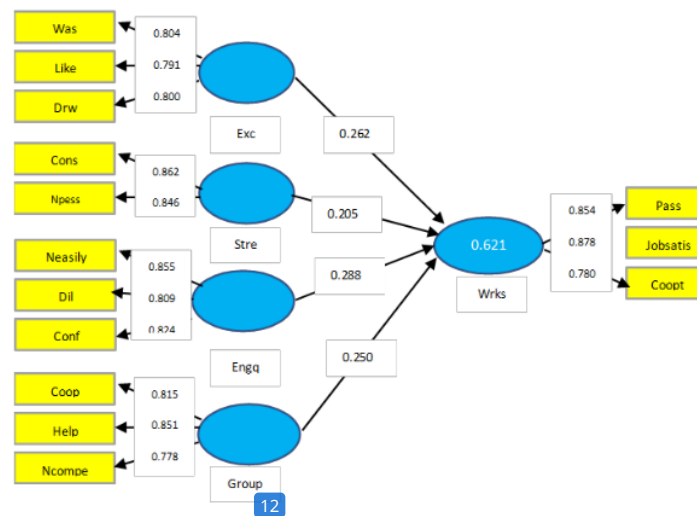 Was
Like
Drw
0.804
0.791
0.800
Exc
0.262
Cons
Npess
0.862
0.846
Stre
0.205
Neasily
Dil
Conf
0.855
0.809
0.824
Engq
0.288
Coop
Help
Ncompe
0.815
0.851
0.778
Group
0.250
0.621
Wrks
0.854
0.878
0.780
Pass
Jobsatis
Coopt
12